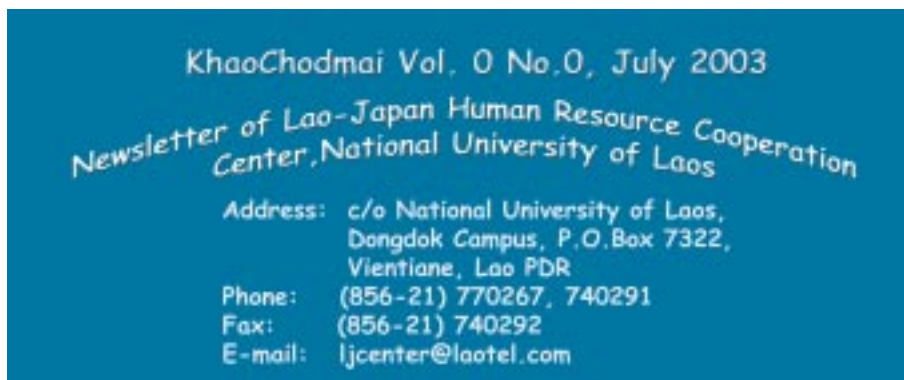 KhaoChodmai Vol. 0 No.0, July 2003
Newsletter of Lao-Japan Human Resource Cooperation
Center,National University of Laos
Address: c/o National University of Laos,
Dongdok Campus, P.O.Box 7322,
Vientiane, Lao PDR
Phone: (856-21) 770267, 740291
Fax: (856-21) 740292
E-mail: ljcenter@laotel.com